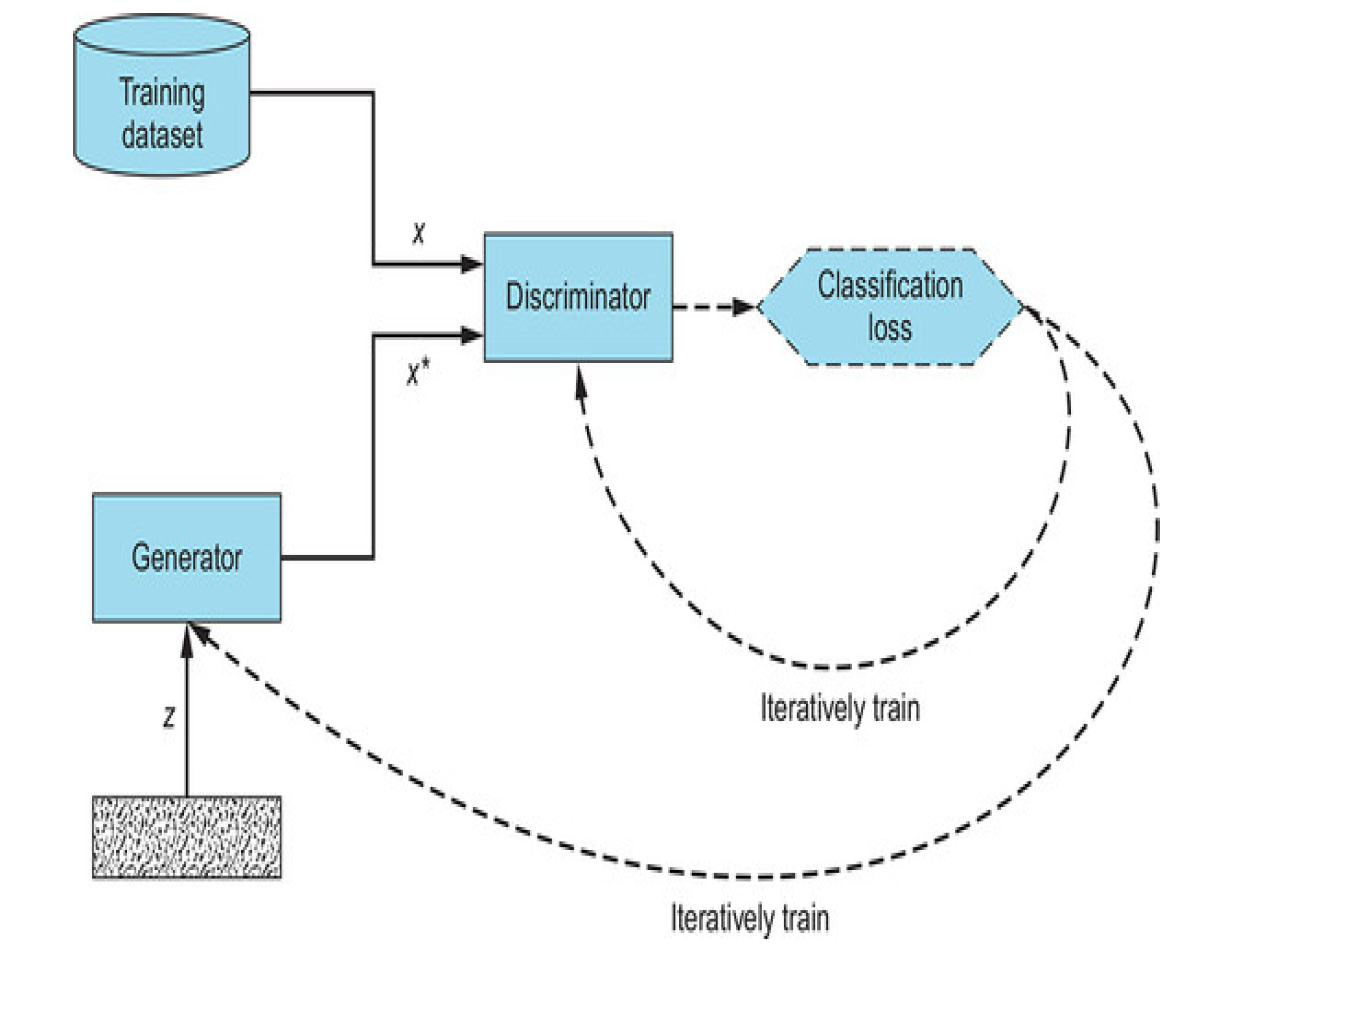 Training
dataset
x
Discriminator
Classification
loss
x*
Generator
z
Iteratively train
Iteratively train